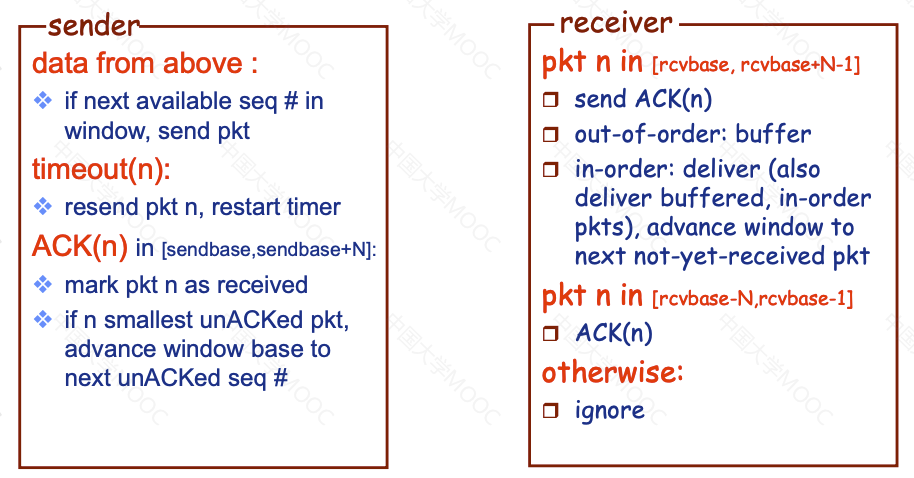 sender
data from above :
❖ if next available seq # in
window, send pkt
timeout(n):
❖ resend pkt n, restart timer
ACK(n) in [sendbase,sendbase+N]:
❖ mark pkt n as received
❖ if n smallest unACKed pkt,
advance window base to
next unACKed seq #
receiver
pkt n in [rcvbase, rcvbase+N-1]
❒ send ACK(n)
❒ out-of-order: buffer
❒ in-order: deliver (also
deliver buffered, in-order
pkts), advance window to
next not-yet-received pkt
pkt n in [rcvbase-N,rcvbase-1]
❒ ACK(n)
otherwise:
❒ ignore
中国大学MOOC